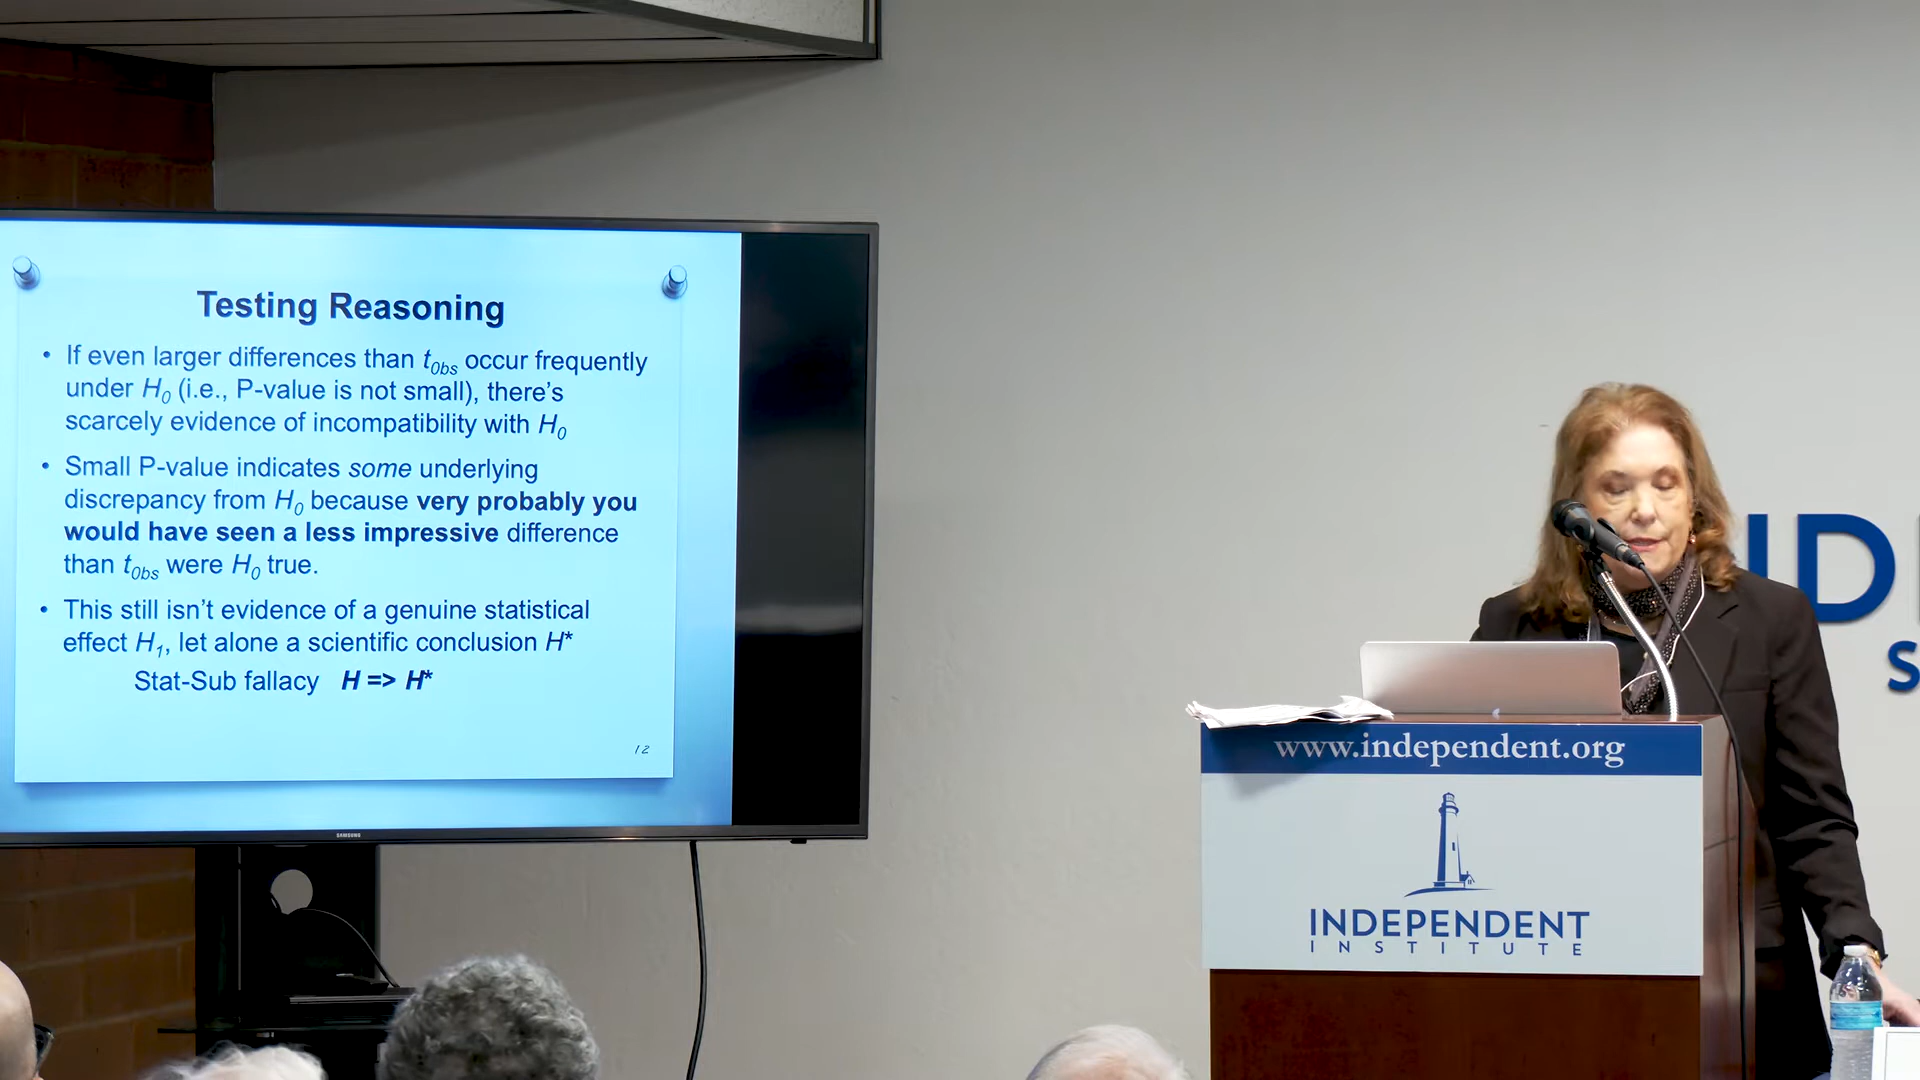 Testing Reasoning
• If even larger differences than t0bs occur frequently
under H0 (i.e., P-value is not small), there's
scarcely evidence of incompatibility with H0
• Small P-value indicates some underlying
discrepancy from H0 because very probably you
would have seen a less impressive difference
than t0bs were H0 true.
• This still isn't evidence of a genuine statistical
effect H1, let alone a scientific conclusion H*
Stat-Sub fallacy H => H*
12
SAMSUNG
ID
S
www.independent.org
INDEPENDENT
INSTITUTE